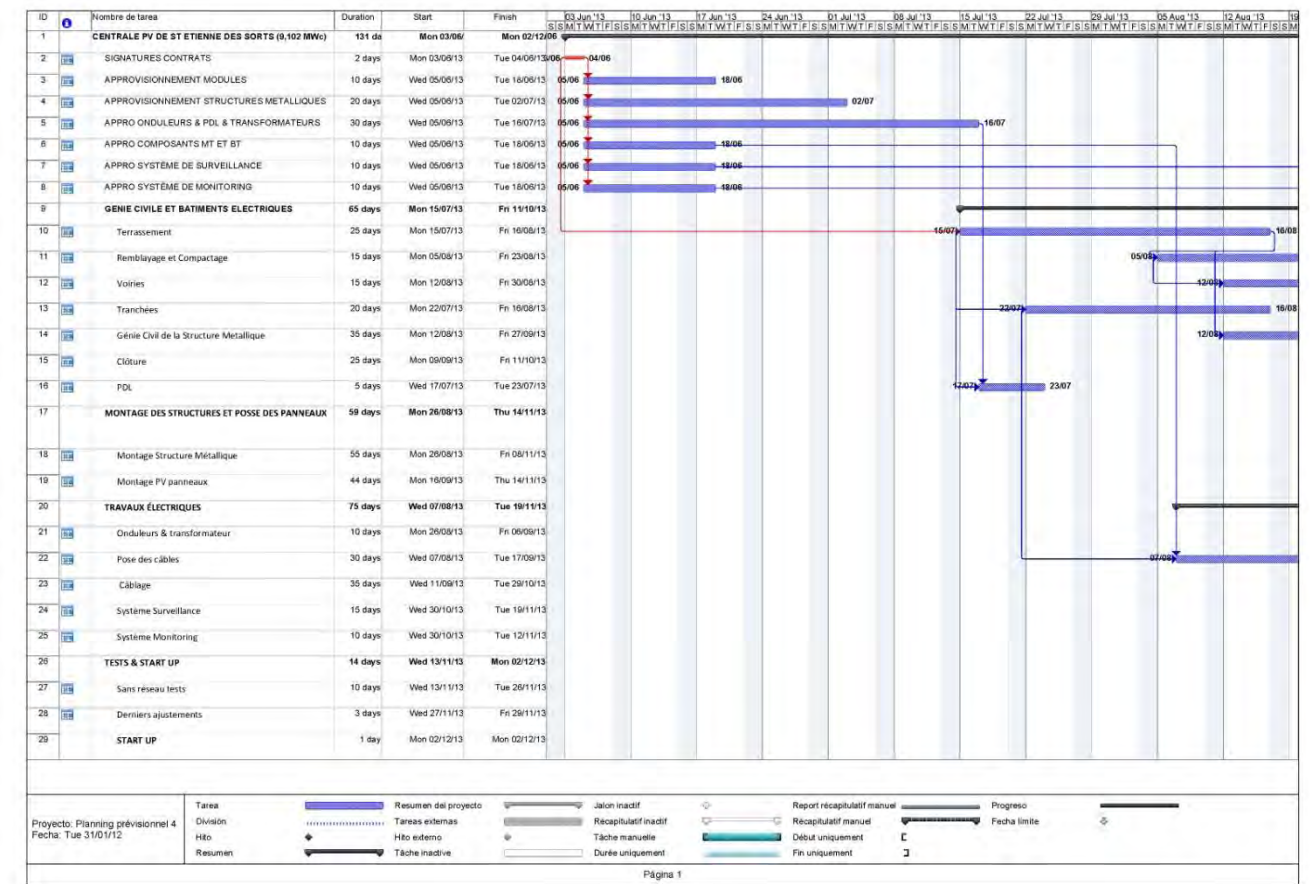 ID Nombre de tarea Duration Start Finish 03 Jun '13 10 Jun '13 17 Jun '13 24 Jun '13 01 Jul '13 08 Jul '13 15 Jul '13 22 Jul '13 29 Jul '13 05 Aug '13 12 Aug '13 19
S S M T W T F S S M T W T F S S M T W T F S S M T W T F S S M T W T F S S M T W T F S S M T W T F S S M T W T F S S M T W T F S S M T W T F S S M T W T F S S M
1 CENTRALE PV DE ST ETIENNE DES SORTS (9,102 MWc) 131 da Mon 03/06/ Mon 02/12/ 06
2 SIGNATURES CONTRATS 2 days Mon 03/06/13 Tue 04/06/13 /06 04/06
3 APPROVISIONNEMENT MODULES 10 days Wed 05/06/13 Tue 18/06/13 05/06 18/06
4 APPROVISIONNEMENT STRUCTURES METALLIQUES 20 days Wed 05/06/13 Tue 02/07/13 05/06 02/07
5 APPRO ONDULEURS & PDL & TRANSFORMATEURS 30 days Wed 05/06/13 Tue 16/07/13 05/06 16/07
6 APPRO COMPOSANTS MT ET BT 10 days Wed 05/06/13 Tue 18/06/13 05/06 18/06
7 APPRO SYSTÈME DE SURVEILLANCE 10 days Wed 05/06/13 Tue 18/06/13 05/06 18/06
8 APPRO SYSTÈME DE MONITORING 10 days Wed 05/06/13 Tue 18/06/13 05/06 18/06
9 GENIE CIVILE ET BATIMENTS ELECTRIQUES 65 days Mon 15/07/13 Fri 11/10/13
10 Terrassement 25 days Mon 15/07/13 Fri 16/08/13 15/07 16/08
11 Remblayage et Compactage 15 days Mon 05/08/13 Fri 23/08/13 05/08
12 Voiries 15 days Mon 12/08/13 Fri 30/08/13 12/08
13 Tranchées 20 days Mon 22/07/13 Fri 16/08/13 22/07 16/08
14 Génie Civil de la Structure Metallique 35 days Mon 12/08/13 Fri 27/09/13 12/08
15 Clôture 25 days Mon 09/09/13 Fri 11/10/13
16 PDL 5 days Wed 17/07/13 Tue 23/07/13 17/07 23/07
17 MONTAGE DES STRUCTURES ET POSSE DES PANNEAUX 59 days Mon 26/08/13 Thu 14/11/13
18 Montage Structure Métallique 55 days Mon 26/08/13 Fri 08/11/13
19 Montage PV panneaux 44 days Mon 16/09/13 Thu 14/11/13
20 TRAVAUX ÉLECTRIQUES 75 days Wed 07/08/13 Tue 19/11/13
21 Onduleurs & transformateur 10 days Mon 26/08/13 Fri 06/09/13
22 Pose des câbles 30 days Wed 07/08/13 Tue 17/09/13 07/08
23 Câblage 35 days Wed 11/09/13 Tue 29/10/13
24 Système Surveillance 15 days Wed 30/10/13 Tue 19/11/13
25 Système Monitoring 10 days Wed 30/10/13 Tue 12/11/13
26 TESTS & START UP 14 days Wed 13/11/13 Mon 02/12/13
27 Sans réseau tests 10 days Wed 13/11/13 Tue 26/11/13
28 Derniers ajustements 3 days Wed 27/11/13 Fri 29/11/13
29 START UP 1 day Mon 02/12/13 Mon 02/12/13
Proyecto: Planning prévisionnel 4
Fecha: Tue 31/01/12
Tarea Resumen del proyecto Jalon inactif Report récapitulatif manuel Progreso
División Tareas externas Récapitulatif inactif Récapitulatif manuel Fecha límite
Hito Hito externo Tâche manuelle Début uniquement
Resumen Tâche inactive Durée uniquement Fin uniquement
Página 1